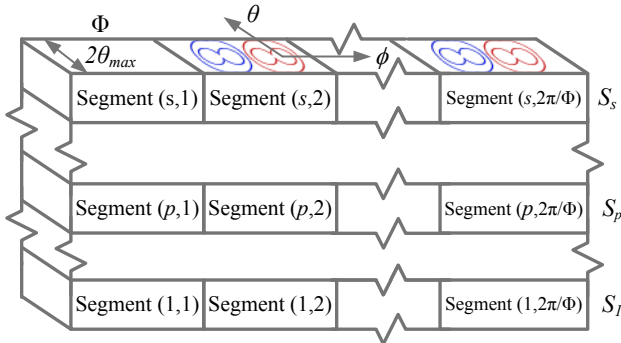 Φ
θ
2θmax
ϕ
Segment (s,1) Segment (s,2) Segment (s,2π/Φ) Ss
Segment (p,1) Segment (p,2) Segment (p,2π/Φ) Sp
Segment (1,1) Segment (1,2) Segment (1,2π/Φ) S1